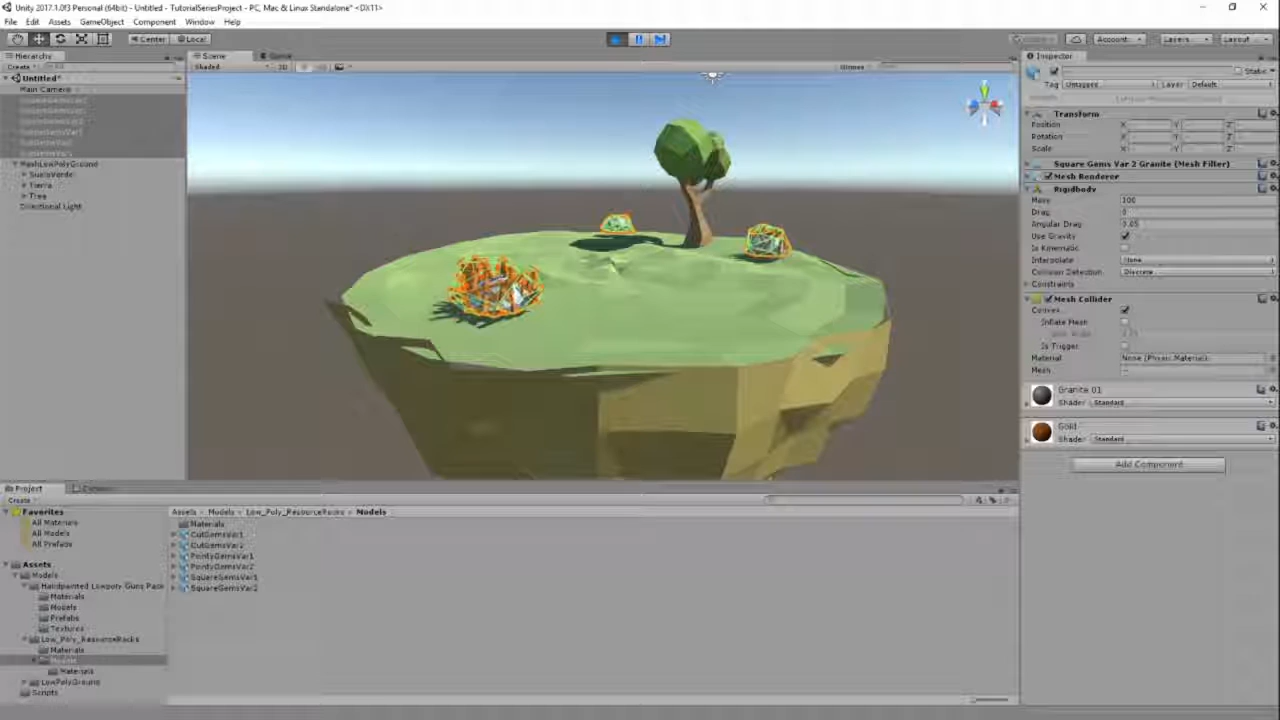 Unity 2017.1.0f3 Personal (64bit) - Untitled - TutorialSeriesProject - PC, Mac & Linux Standalone* <DX11>
File Edit Assets GameObject Component Window Help
Center Local Account Layers Layout
Hierarchy
Create
Untitled*
Main Camera
MeshLowPolyGround
SueloVerde
Tierra
Tree
Directional Light
Scene Game
Shaded 2D Gizmos
Inspector
Static
Tag Untagged Layer Default
Transform
Position X Y Z
Rotation X Y Z
Scale X Y Z
Square Gems Var 2 Granite (Mesh Filter)
Mesh Renderer
Rigidbody
Mass 100
Drag 0
Angular Drag 0.05
Use Gravity
Is Kinematic
Interpolate None
Collision Detection Discrete
Constraints
Mesh Collider
Convex
Inflate Mesh
Is Trigger
Material None (Physic Material)
Mesh
Granite 01
Shader Standard
Gold
Shader Standard
Add Component
Project
Create
Favorites
All Materials
All Models
All Prefabs
Assets
Models
Handpainted Lowpoly Guns Pack
Materials
Models
Prefabs
Textures
Low_Poly_ResourceRocks
Materials
Models
Materials
LowPolyGround
Scripts
Assets Models Low_Poly_ResourceRocks Models
Materials
CutGemsVar1
CutGemsVar2
PointyGemsVar1
PointyGemsVar2
SquareGemsVar1
SquareGemsVar2